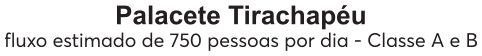 Palacete Tirachapéu
fluxo estimado de 750 pessoas por dia - Classe A e B